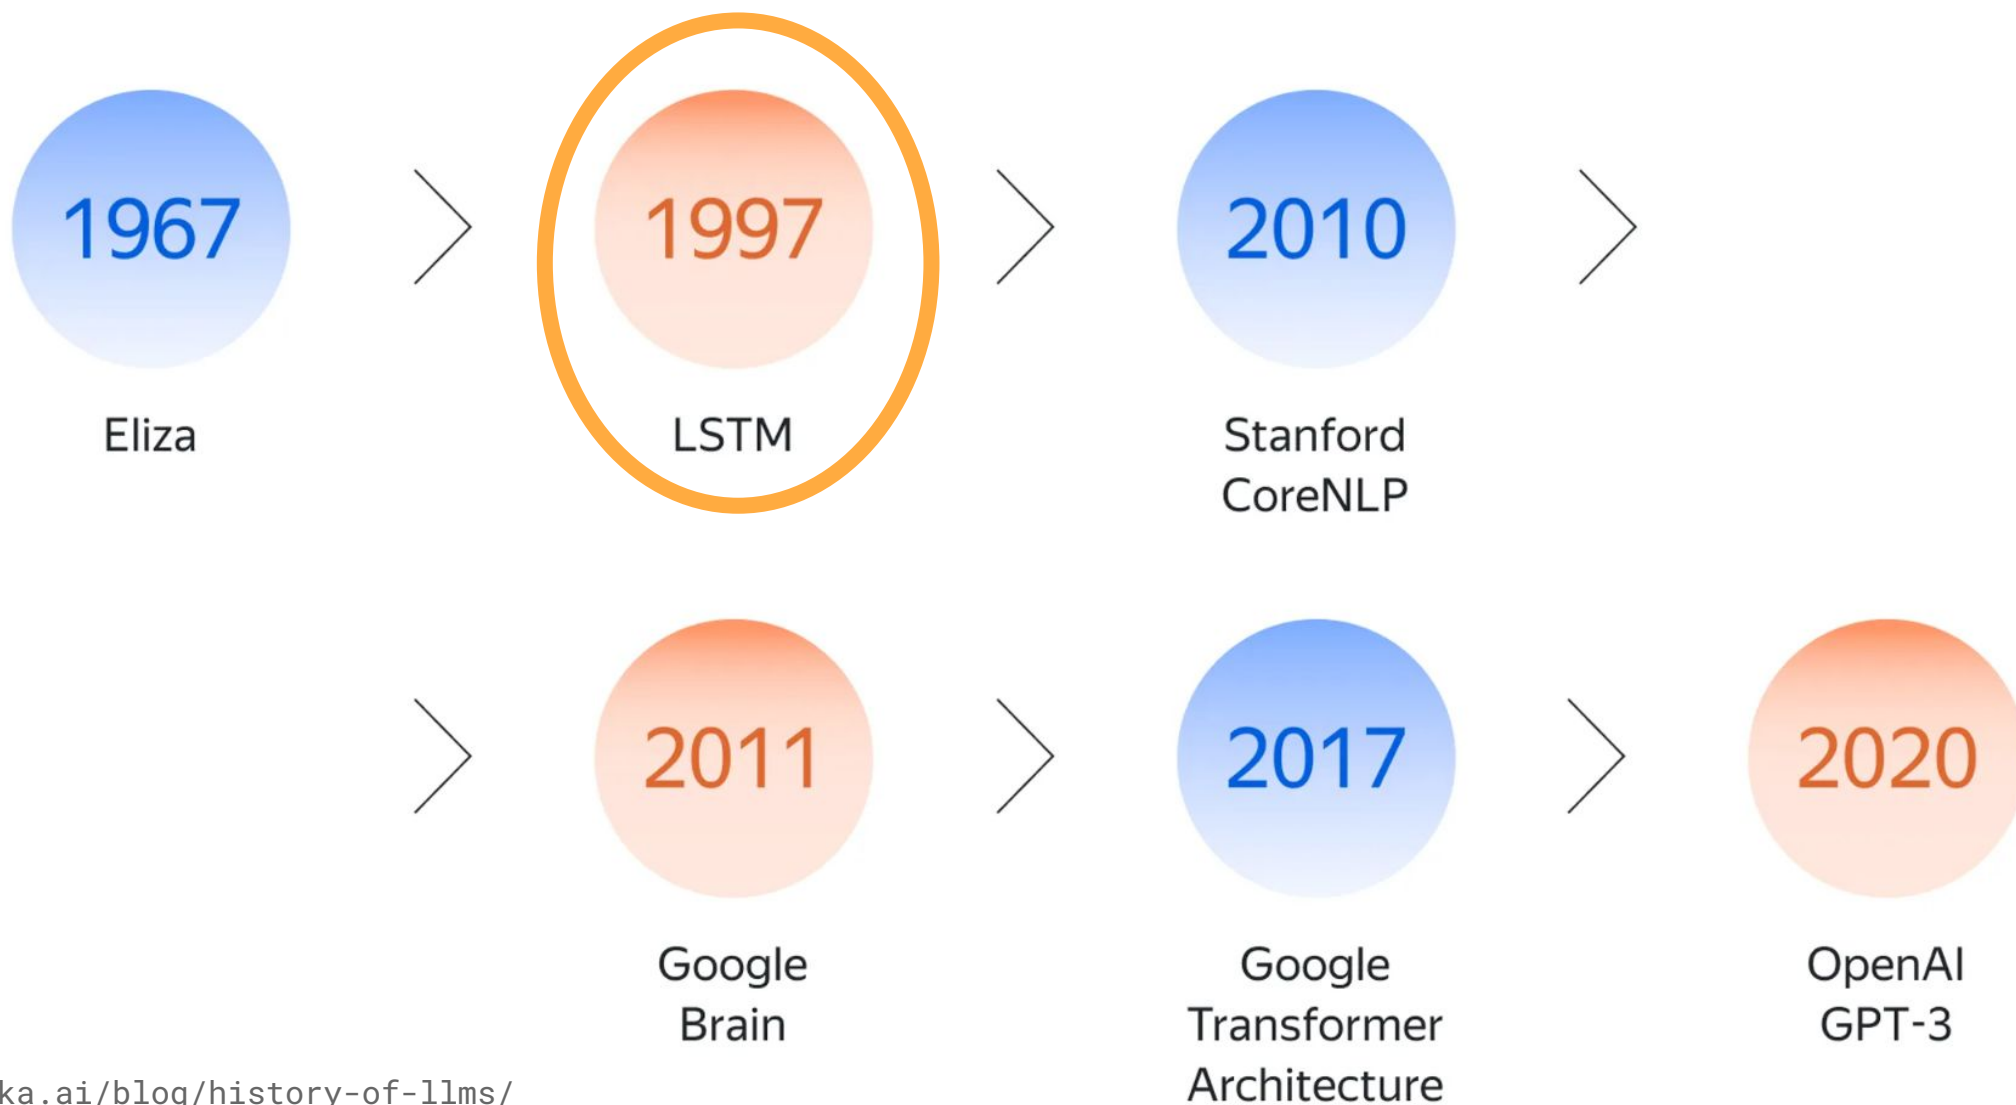 1967
1997
2010
Eliza
LSTM
Stanford
CoreNLP
2011
2017
2020
Google
Brain
Google
Transformer
Architecture
OpenAI
GPT-3
ka.ai/blog/history-of-llms/